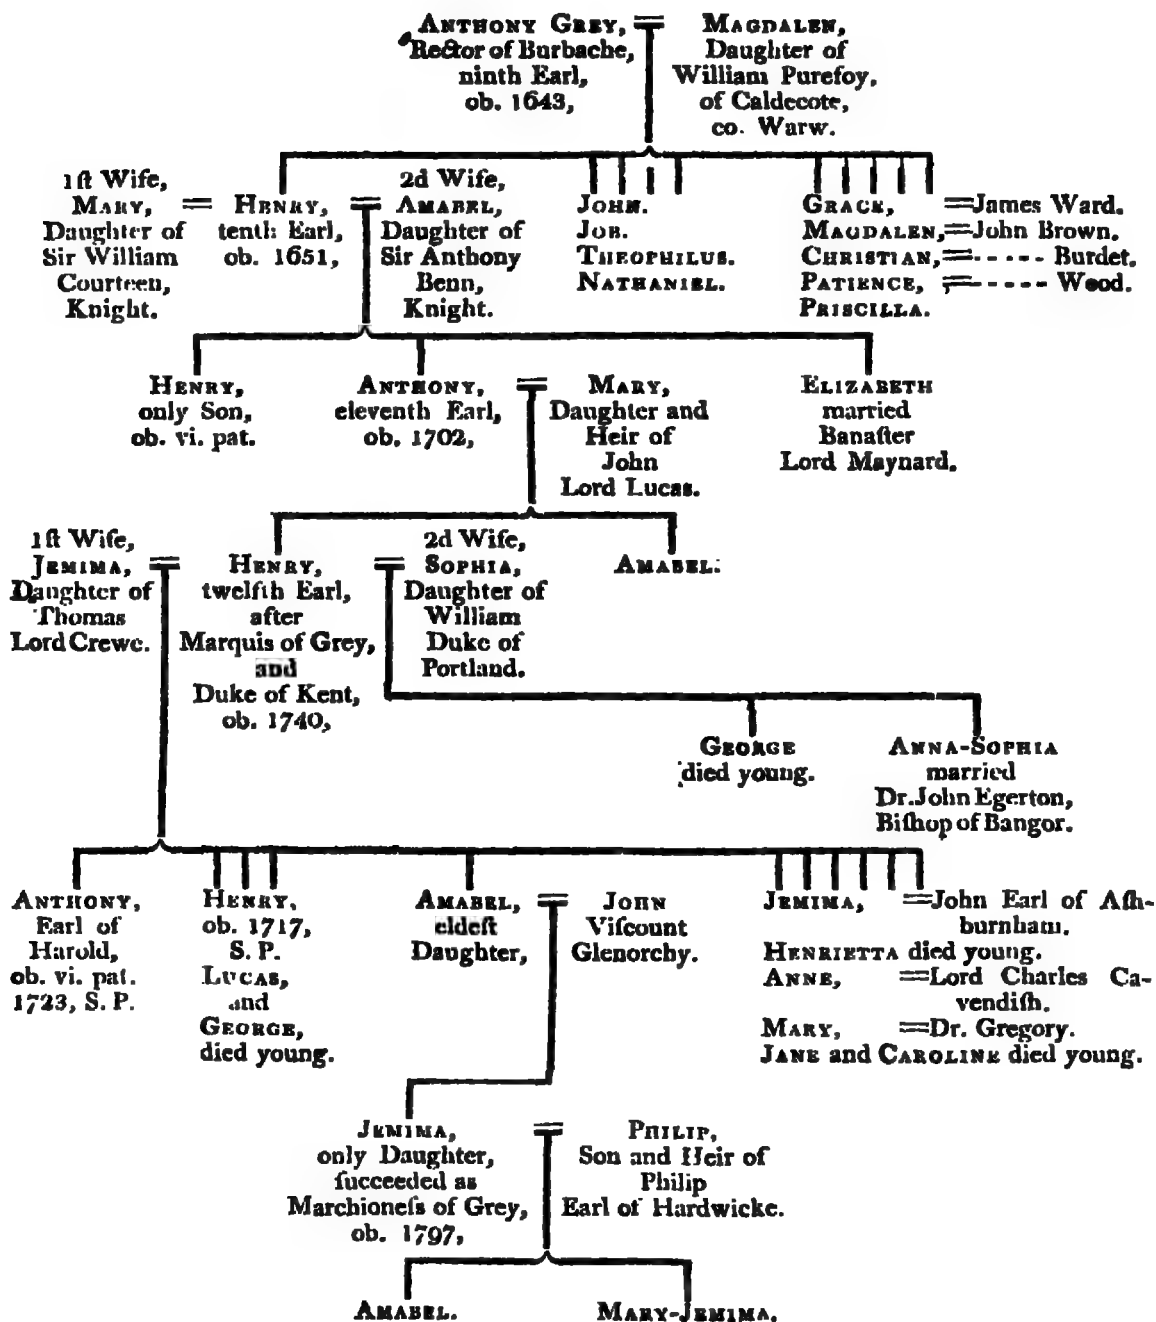 ANTHONY GREY, = MAGDALEN,
Rector of Burbache, Daughter of
ninth Earl, William Purefoy,
ob. 1643, of Caldecote,
co. Warw.
1ſt Wife,
MARY, =
Daughter of
Sir William
Courteen,
Knight.
HENRY, =
tenth Earl,
ob. 1651,
2d Wife,
AMABEL,
Daughter of
Sir Anthony
Benn,
Knight.
JOHN.
JOB.
THEOPHILUS.
NATHANIEL.
GRACE, =James Ward.
MAGDALEN,=John Brown.
CHRISTIAN,=- - - - - Burdet.
PATIENCE, =- - - - - Wood.
PRISCILLA.
HENRY,
only Son,
ob. vi. pat.
ANTHONY, =
eleventh Earl,
ob. 1702,
MARY,
Daughter and
Heir of
John
Lord Lucas.
ELIZABETH
married
Banaſter
Lord Maynard.
1ſt Wife,
JEMIMA, =
Daughter of
Thomas
Lord Crewe.
HENRY, =
twelfth Earl,
after
Marquis of Grey,
and
Duke of Kent,
ob. 1740,
2d Wife,
SOPHIA,
Daughter of
William
Duke of
Portland.
AMABEL.
GEORGE
died young.
ANNA-SOPHIA
married
Dr. John Egerton,
Biſhop of Bangor.
ANTHONY,
Earl of
Harold,
ob. vi. pat.
1723, S. P.
HENRY,
ob. 1717,
S. P.
LUCAS,
and
GEORGE,
died young.
AMABEL, =
eldeſt
Daughter,
JOHN
Viſcount
Glenorchy.
JEMIMA, =John Earl of Aſh-
burnham.
HENRIETTA died young.
ANNE, =Lord Charles Ca-
vendiſh.
MARY, =Dr. Gregory.
JANE and CAROLINE died young.
JEMIMA, =
only Daughter,
ſucceeded as
Marchioneſs of Grey,
ob. 1797,
PHILIP,
Son and Heir of
Philip
Earl of Hardwicke.
AMABEL. MARY-JEMIMA.